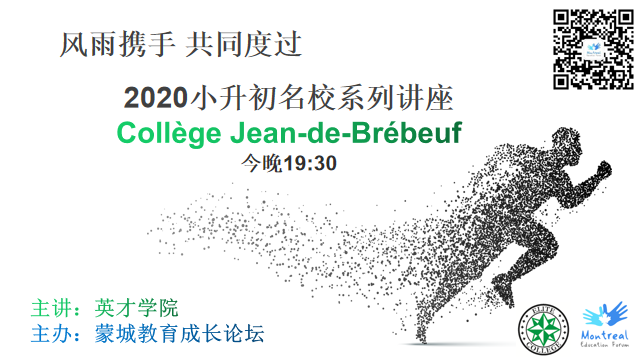 风雨携手 共同度过
2020小升初名校系列讲座
Collège Jean-de-Brébeuf
今晚19:30
主讲：英才学院
主办：蒙城教育成长论坛
ELITE
COLLEGE
Montreal
Education Forum